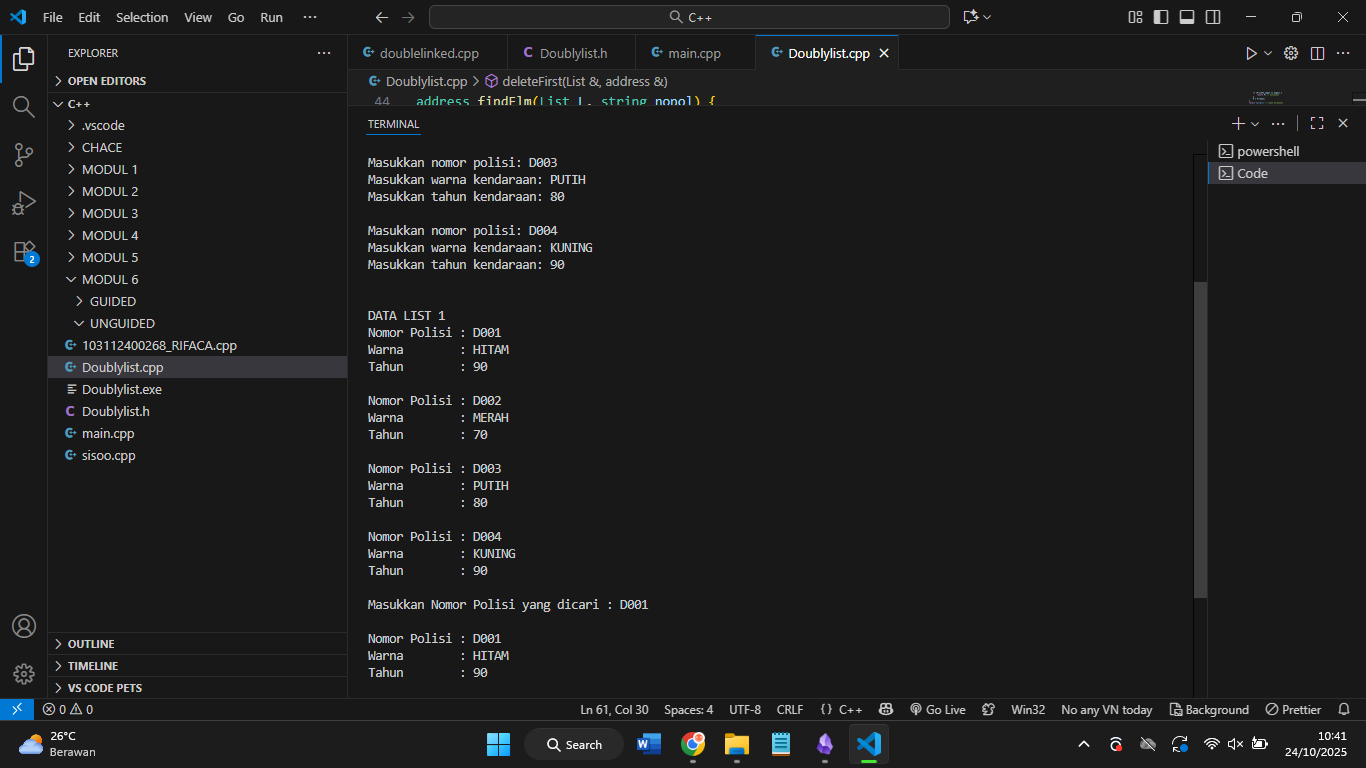 File Edit Selection View Go Run ···
C++
EXPLORER
OPEN EDITORS
C++
.vscode
CHACE
MODUL 1
MODUL 2
MODUL 3
MODUL 4
MODUL 5
MODUL 6
GUIDED
UNGUIDED
103112400268_RIFACA.cpp
Doublylist.cpp
Doublylist.exe
Doublylist.h
main.cpp
sisoo.cpp
OUTLINE
TIMELINE
VS CODE PETS
2
doublelinked.cpp Doublylist.h main.cpp Doublylist.cpp
Doublylist.cpp > deleteFirst(List &, address &)
44 address findElm(List L, string nopol) {
TERMINAL
powershell
Code
Masukkan nomor polisi: D003
Masukkan warna kendaraan: PUTIH
Masukkan tahun kendaraan: 80
Masukkan nomor polisi: D004
Masukkan warna kendaraan: KUNING
Masukkan tahun kendaraan: 90
DATA LIST 1
Nomor Polisi : D001
Warna : HITAM
Tahun : 90
Nomor Polisi : D002
Warna : MERAH
Tahun : 70
Nomor Polisi : D003
Warna : PUTIH
Tahun : 80
Nomor Polisi : D004
Warna : KUNING
Tahun : 90
Masukkan Nomor Polisi yang dicari : D001
Nomor Polisi : D001
Warna : HITAM
Tahun : 90
0 0 Ln 61, Col 30 Spaces: 4 UTF-8 CRLF {} C++ Go Live Win32 No any VN today Background Prettier
26°C
Berawan
Search
10:41
24/10/2025